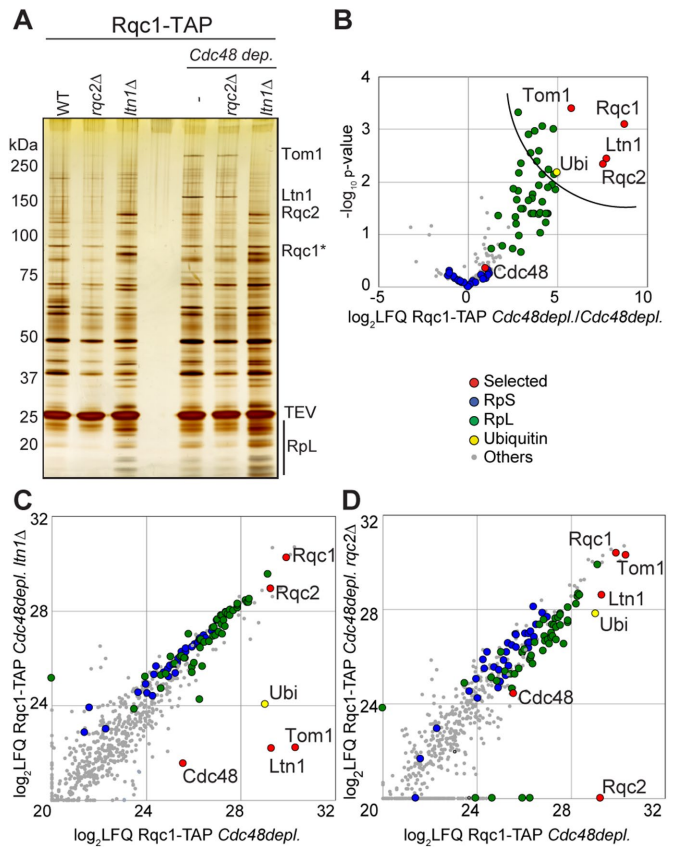 A
Rqc1-TAP
Cdc48 dep.
WT
rqc2Δ
ltn1Δ
-
rqc2Δ
ltn1Δ
kDa
250
150
100
75
50
37
25
20
Tom1
Ltn1
Rqc2
Rqc1*
TEV
RpL
B
4
3
2
1
0
-log10 p-value
Tom1
Rqc1
Ltn1
Rqc2
Ubi
Cdc48
-5 0 5 10
log2LFQ Rqc1-TAP Cdc48depl./Cdc48depl.
Selected
RpS
RpL
Ubiquitin
Others
C
32
28
24
20
log2LFQ Rqc1-TAP Cdc48depl. ltn1Δ
Rqc1
Rqc2
Ubi
Tom1
Ltn1
Cdc48
20 24 28 32
log2LFQ Rqc1-TAP Cdc48depl.
D
32
28
24
20
log2LFQ Rqc1-TAP Cdc48depl. rqc2Δ
Rqc1
Tom1
Ltn1
Ubi
Cdc48
Rqc2
20 24 28 32
log2LFQ Rqc1-TAP Cdc48depl.